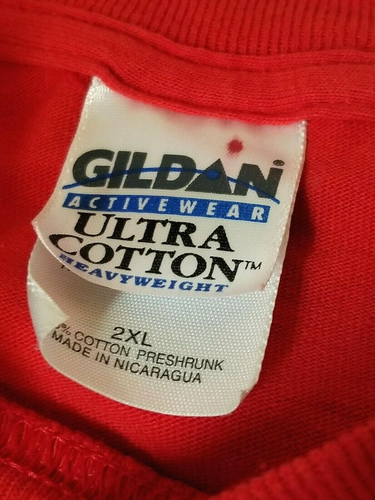 GILDAN®
ACTIVEWEAR
ULTRA
COTTON™
HEAVYWEIGHT
2XL
% COTTON PRESHRUNK
MADE IN NICARAGUA